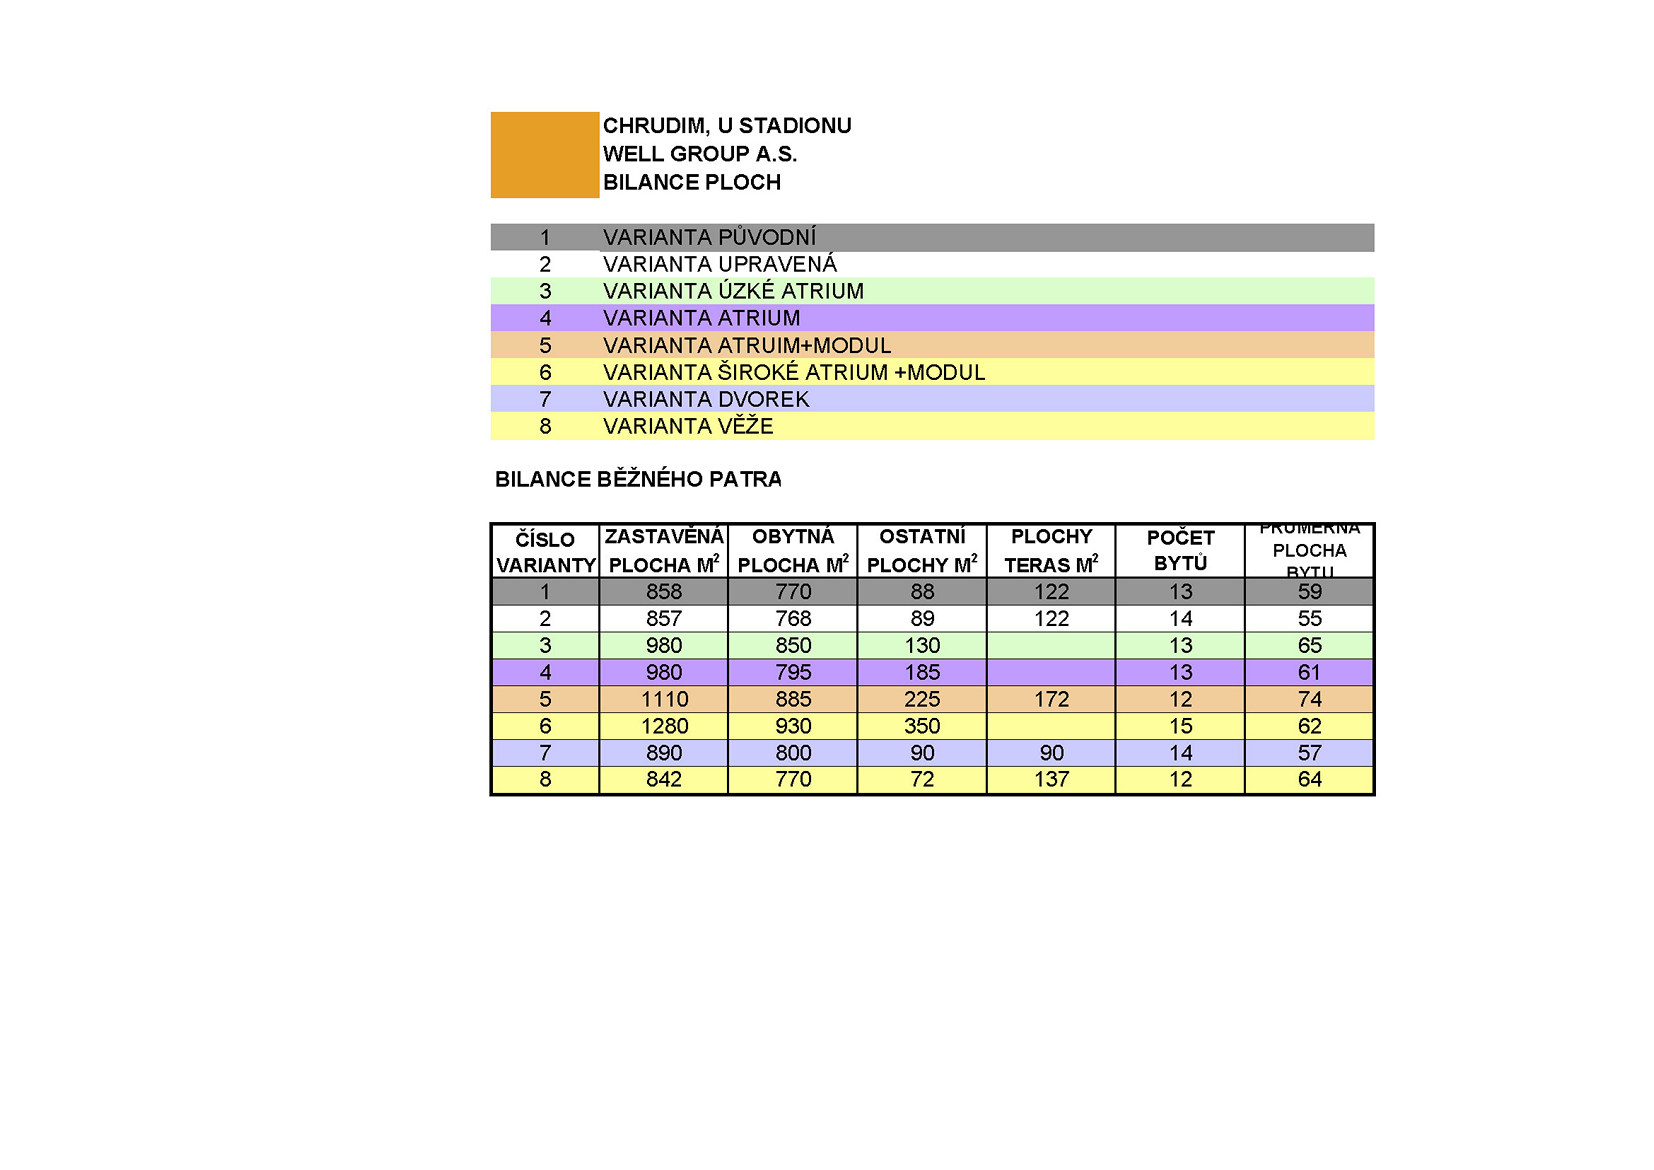 CHRUDIM, U STADIONU
WELL GROUP A.S.
BILANCE PLOCH
1 VARIANTA PŮVODNÍ
2 VARIANTA UPRAVENÁ
3 VARIANTA ÚZKÉ ATRIUM
4 VARIANTA ATRIUM
5 VARIANTA ATRUIM+MODUL
6 VARIANTA ŠIROKÉ ATRIUM +MODUL
7 VARIANTA DVOREK
8 VARIANTA VĚŽE
BILANCE BĚŽNÉHO PATRA
ČÍSLO VARIANTY ZASTAVĚNÁ PLOCHA M² OBYTNÁ PLOCHA M² OSTATNÍ PLOCHY M² PLOCHY TERAS M² POČET BYTŮ PRŮMĚRNÁ PLOCHA BYTU
1 858 770 88 122 13 59
2 857 768 89 122 14 55
3 980 850 130 13 65
4 980 795 185 13 61
5 1110 885 225 172 12 74
6 1280 930 350 15 62
7 890 800 90 90 14 57
8 842 770 72 137 12 64